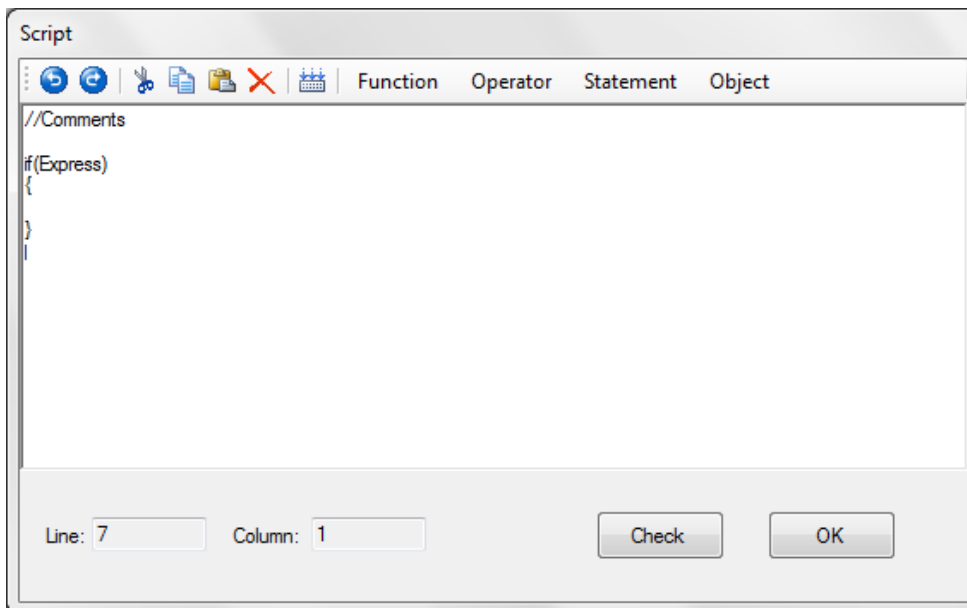 Script
Function Operator Statement Object
//Comments
if(Express)
{
}
Line: 7 Column: 1 Check OK